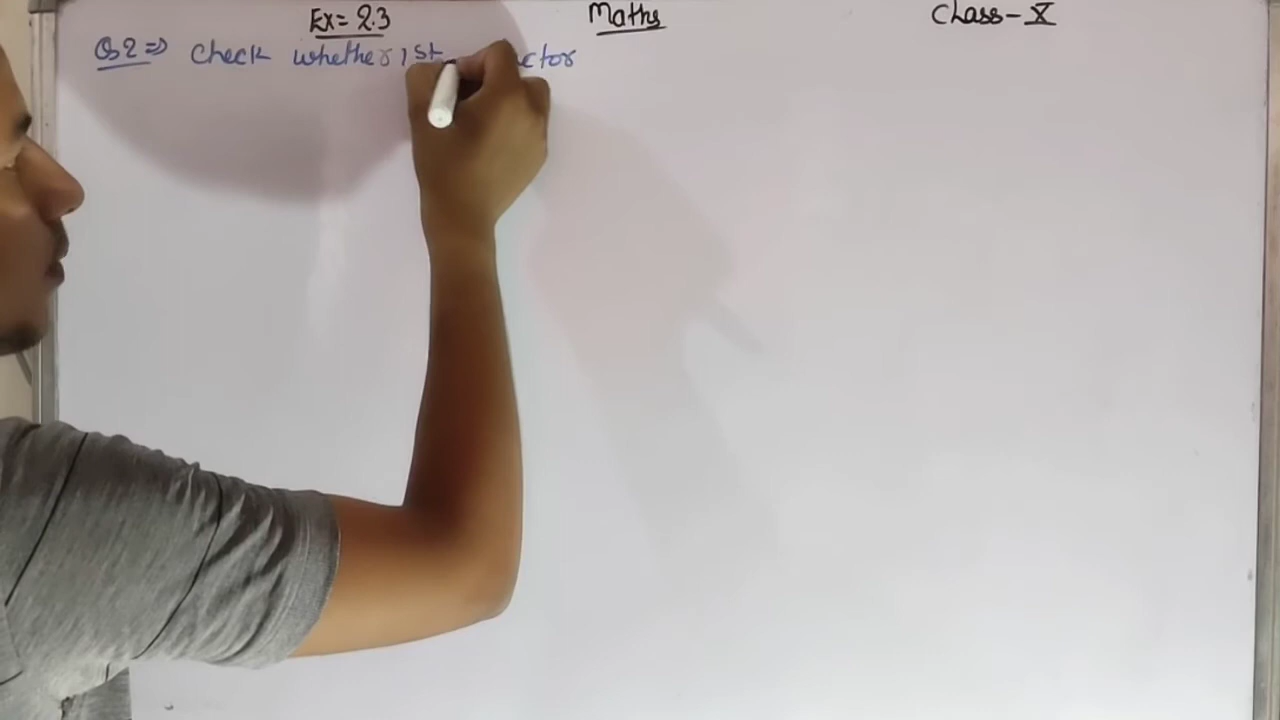 Ex = 2.3 Maths Class - X
Q2 ⇒ Check whether 1st